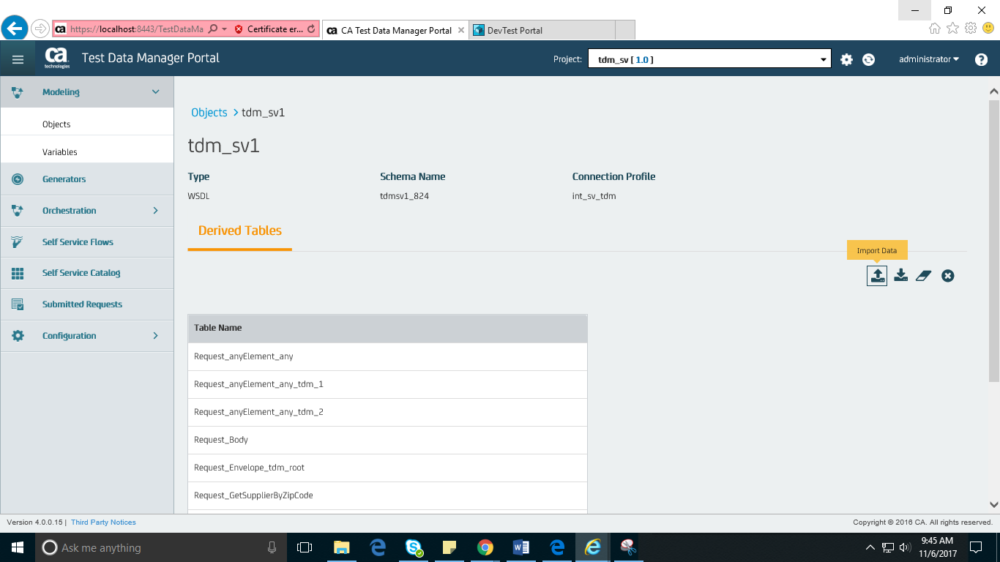 ca https://localhost:8443/TestDataMa Certificate er... ca CA Test Data Manager Portal DevTest Portal
ca technologies Test Data Manager Portal Project: tdm_sv [ 1.0 ] administrator ?
Modeling
Objects
Variables
Generators
Orchestration
Self Service Flows
Self Service Catalog
Submitted Requests
Configuration
Objects > tdm_sv1
tdm_sv1
Type Schema Name Connection Profile
WSDL tdmsv1_824 int_sv_tdm
Derived Tables
Import Data
Table Name
Request_anyElement_any
Request_anyElement_any_tdm_1
Request_anyElement_any_tdm_2
Request_Body
Request_Envelope_tdm_root
Request_GetSupplierByZipCode
Version 4.0.0.15 | Third Party Notices Copyright © 2016 CA. All rights reserved.
Ask me anything 9:45 AM
11/6/2017